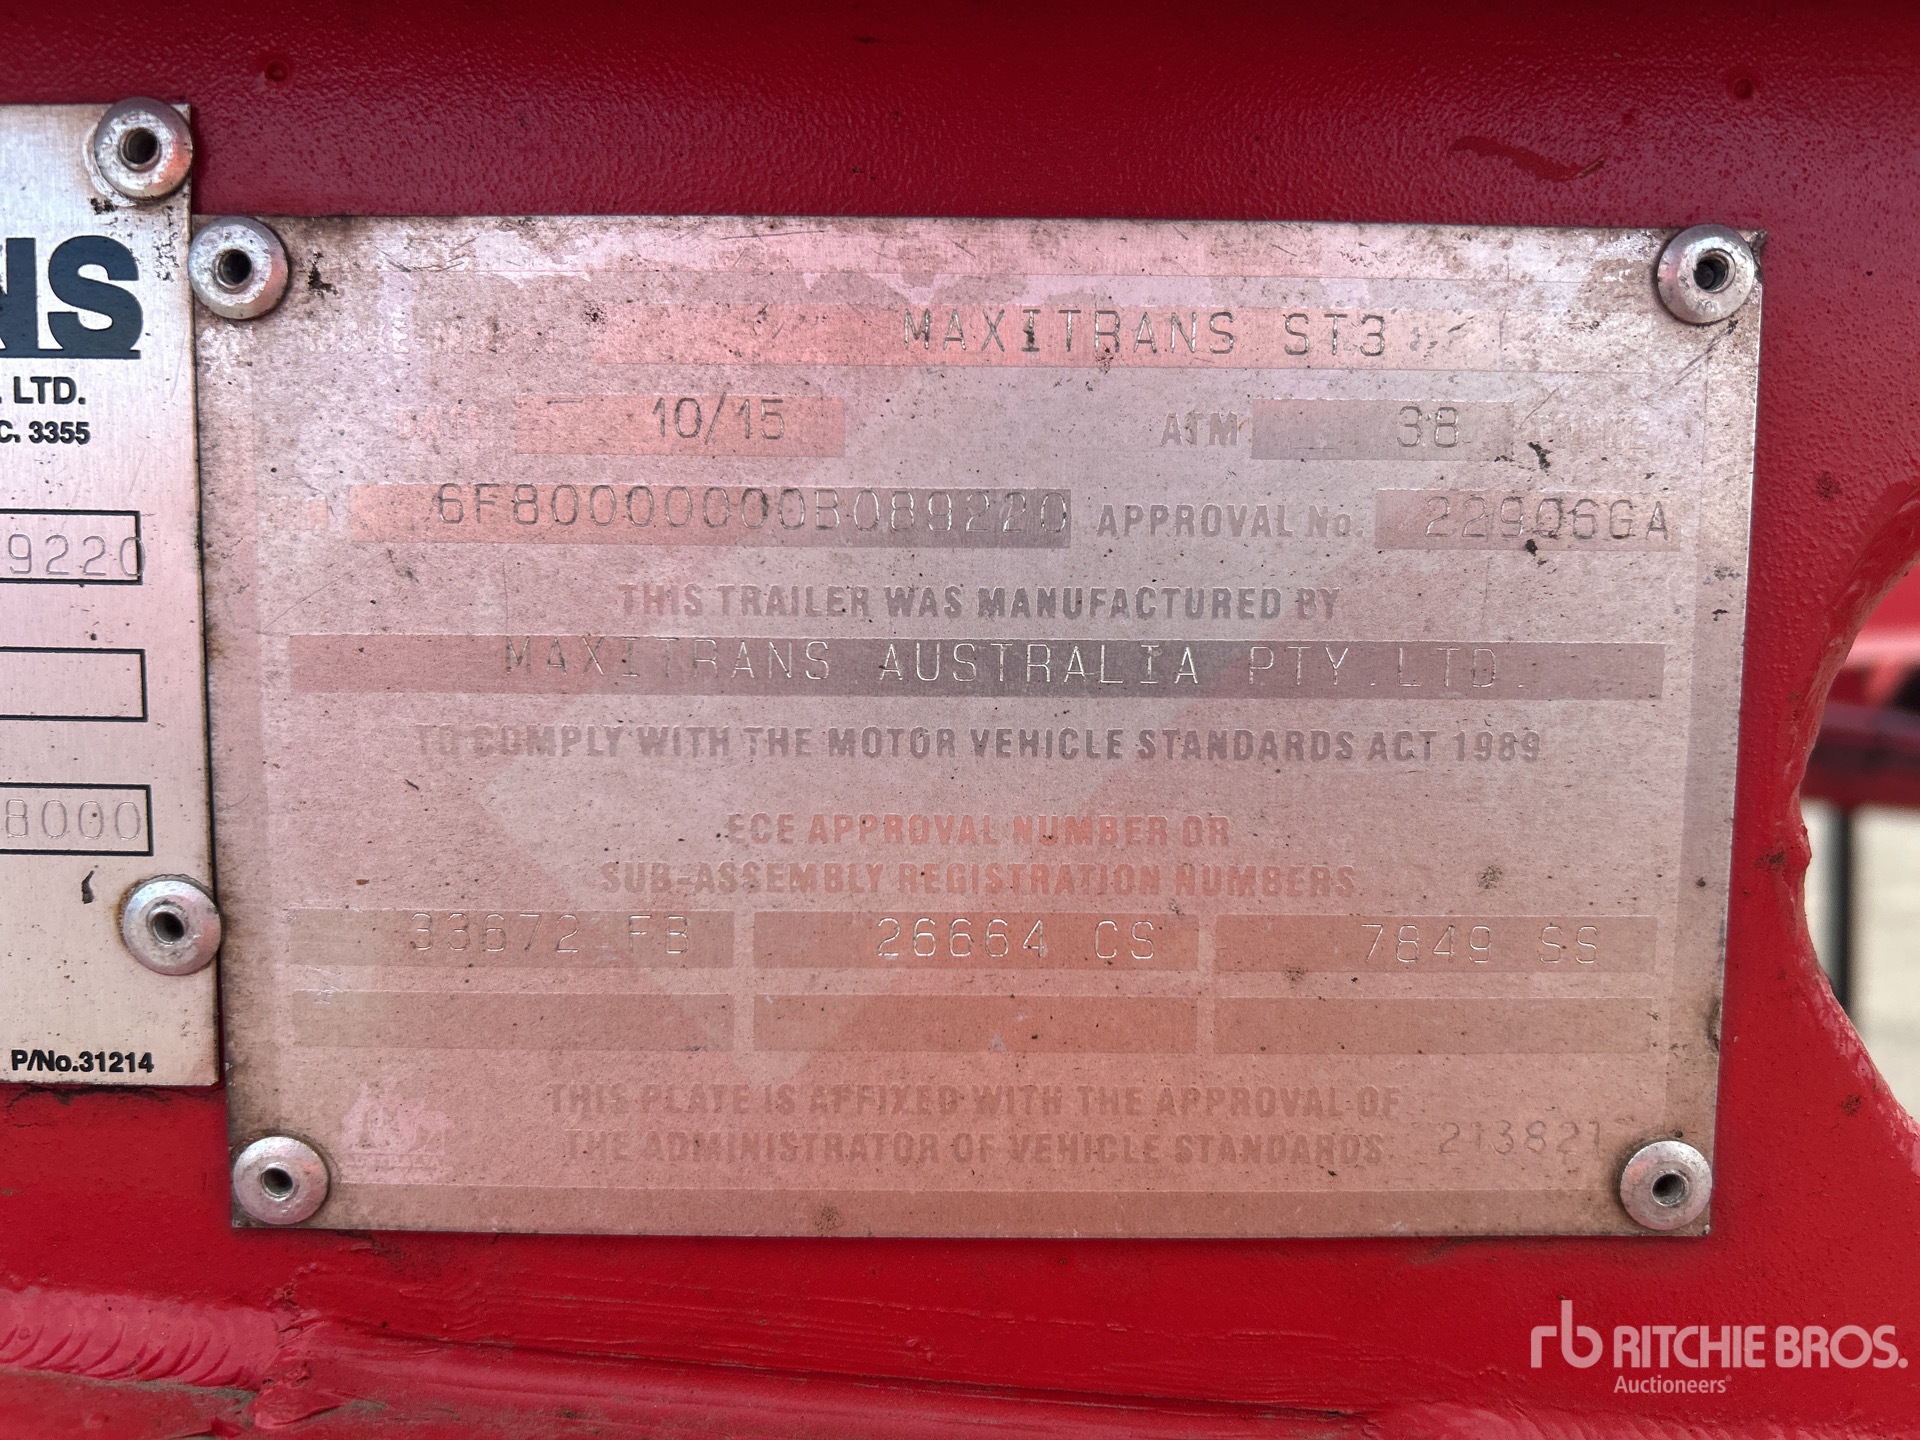 NS
. LTD.
C. 3355
9220
8000
P/No.31214
MAXITRANS ST3
DATE 10/15 ATM 38
6F80000000B089220 APPROVAL No. 22906GA
THIS TRAILER WAS MANUFACTURED BY
MAXITRANS AUSTRALIA PTY.LTD.
TO COMPLY WITH THE MOTOR VEHICLE STANDARDS ACT 1989
ECE APPROVAL NUMBER OR
SUB-ASSEMBLY REGISTRATION NUMBERS
33672 FB 26664 CS 7849 SS
THIS PLATE IS AFFIXED WITH THE APPROVAL OF
THE ADMINISTRATOR OF VEHICLE STANDARDS 213821
rb RITCHIE BROS.
Auctioneers